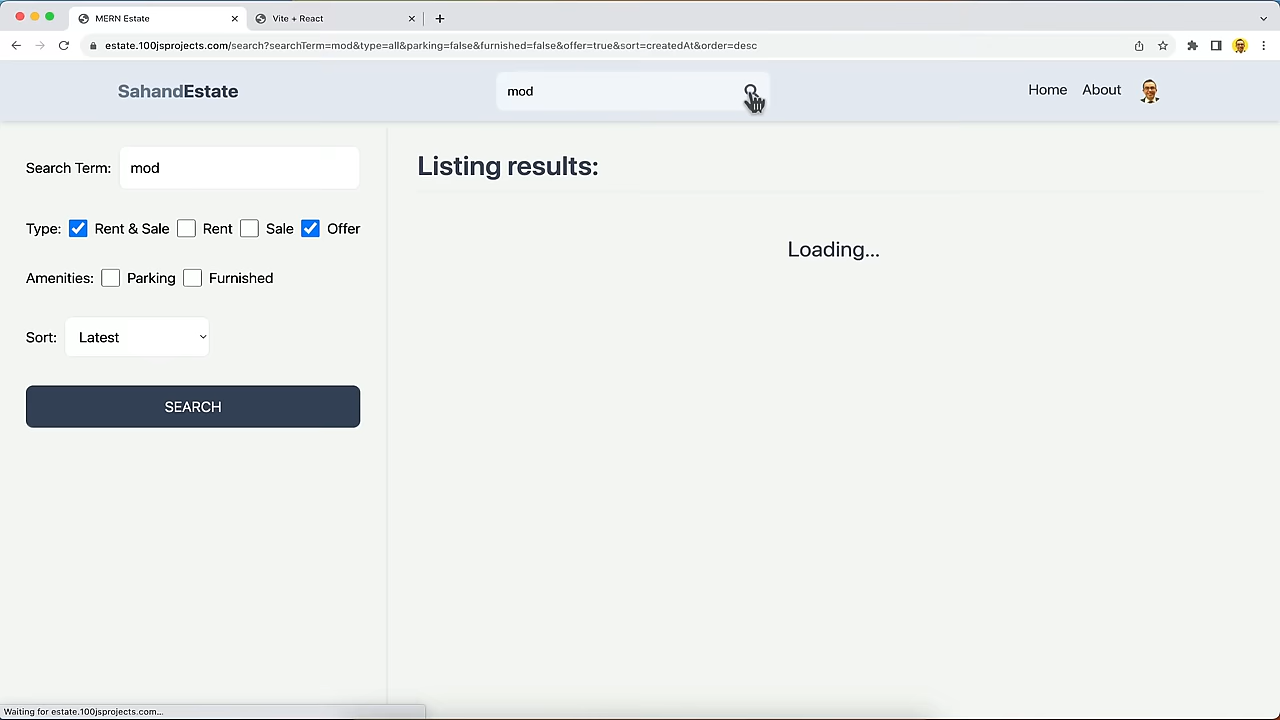 MERN Estate
Vite + React
estate.100jsprojects.com/search?searchTerm=mod&type=all&parking=false&furnished=false&offer=true&sort=createdAt&order=desc
SahandEstate
mod
Home
About
Search Term:
mod
Type:
Rent & Sale
Rent
Sale
Offer
Amenities:
Parking
Furnished
Sort:
Latest
SEARCH
Listing results:
Loading...
Waiting for estate.100jsprojects.com...